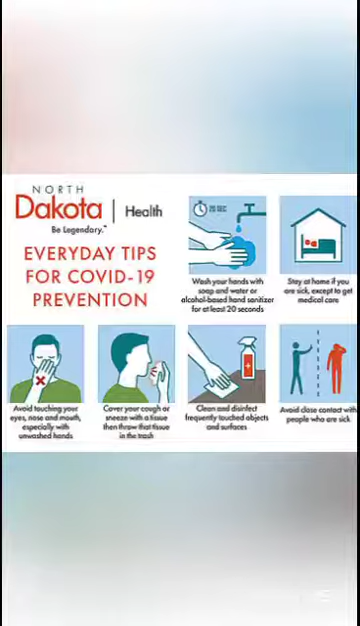 NORTH
Dakota | Health
Be Legendary.™
EVERYDAY TIPS
FOR COVID-19
PREVENTION
20 SEC
Wash your hands with
soap and water or
alcohol-based hand sanitizer
for at least 20 seconds
Stay at home if you
are sick, except to get
medical care
Avoid touching your
eyes, nose and mouth,
especially with
unwashed hands
Cover your cough or
sneeze with a tissue
then throw that tissue
in the trash
Clean and disinfect
frequently touched objects
and surfaces
Avoid close contact with
people who are sick